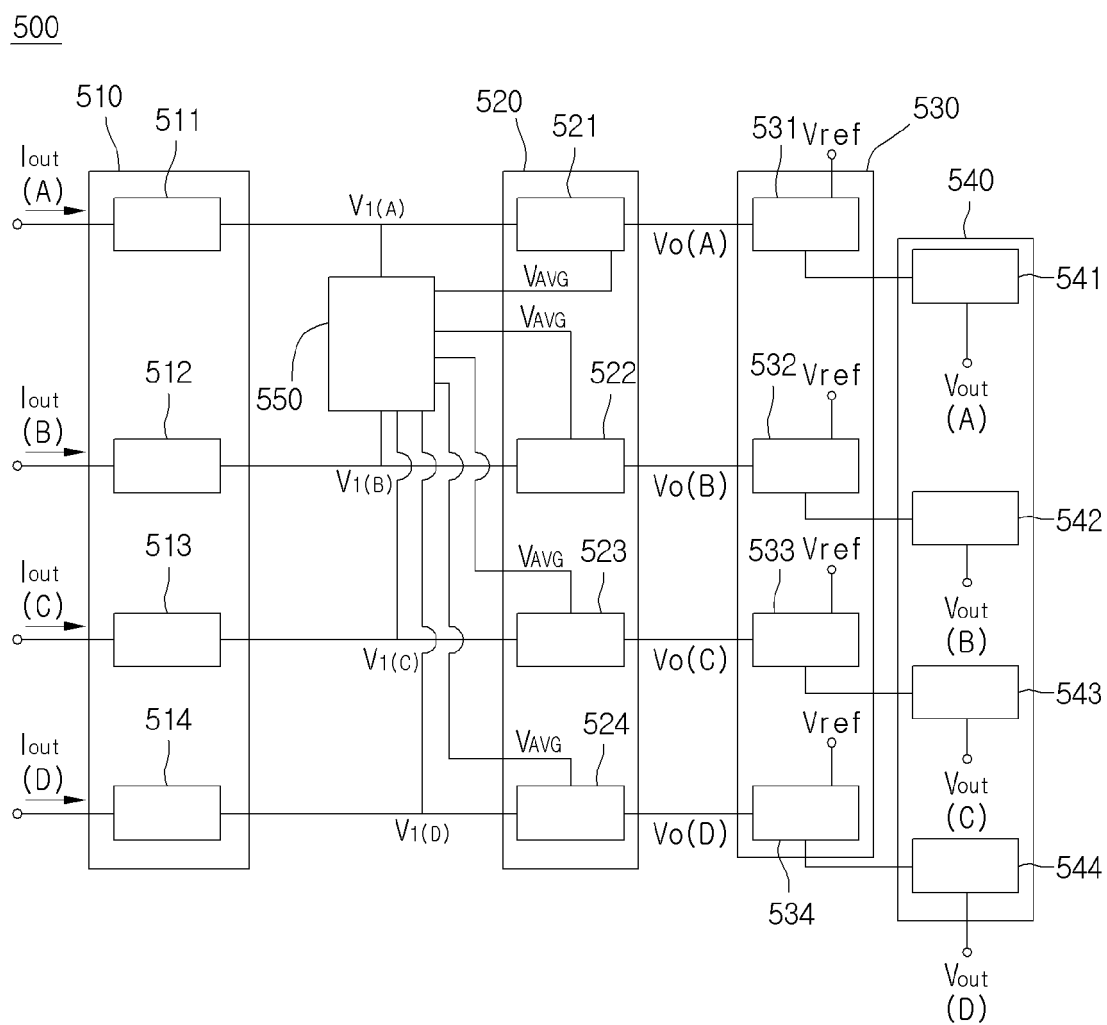 500
510
511
520
521
531
Vref
530
Iout
(A)
540
V1(A)
Vo(A)
541
VAVG
VAVG
Vout
(A)
512
550
522
532
Vref
Iout
(B)
V1(B)
Vo(B)
542
513
VAVG
523
533
Vref
Iout
(C)
Vout
(B)
V1(C)
Vo(C)
543
514
VAVG
524
Vref
Iout
(D)
Vout
(C)
V1(D)
Vo(D)
544
534
Vout
(D)